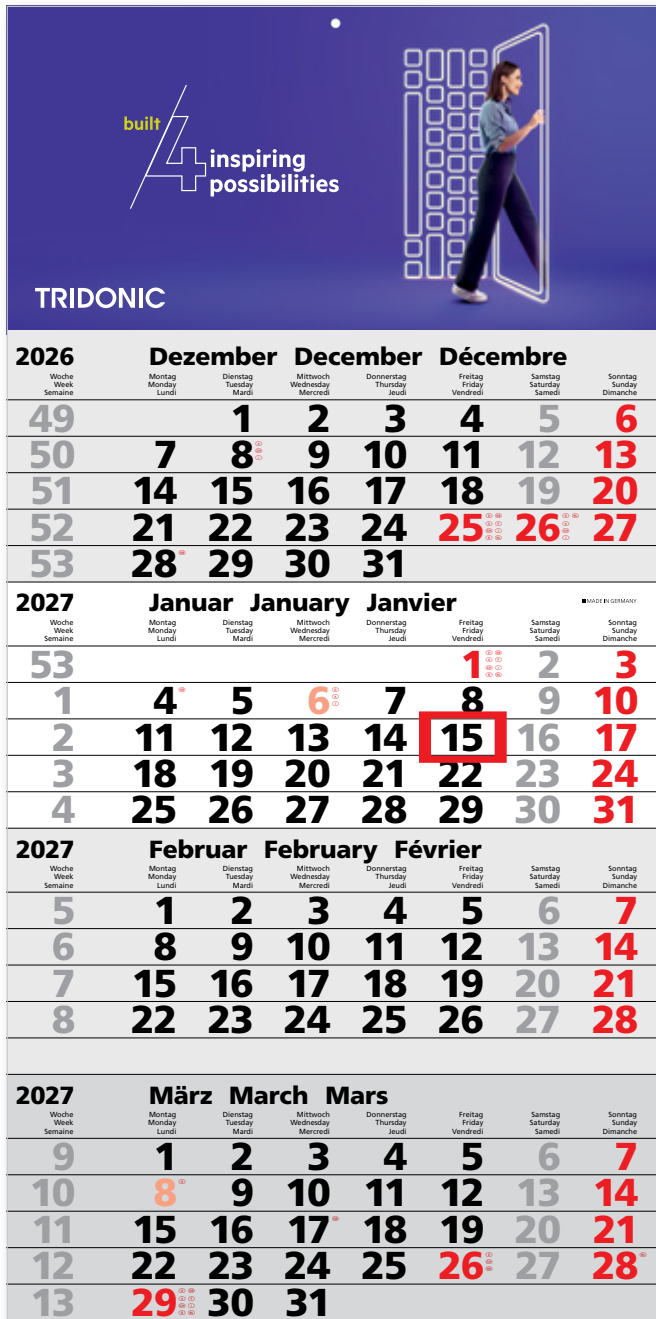 built
4 inspiring
possibilities
TRIDONIC
2026 Dezember December Décembre
Woche Montag Dienstag Mittwoch Donnerstag Freitag Samstag Sonntag
Week Monday Tuesday Wednesday Thursday Friday Saturday Sunday
Semaine Lundi Mardi Mercredi Jeudi Vendredi Samedi Dimanche
49 1 2 3 4 5 6
50 7 8 9 10 11 12 13
51 14 15 16 17 18 19 20
52 21 22 23 24 25 26 27
53 28 29 30 31
2027 Januar January Janvier MADE IN GERMANY
Woche Montag Dienstag Mittwoch Donnerstag Freitag Samstag Sonntag
Week Monday Tuesday Wednesday Thursday Friday Saturday Sunday
Semaine Lundi Mardi Mercredi Jeudi Vendredi Samedi Dimanche
53 1 2 3
1 4 5 6 7 8 9 10
2 11 12 13 14 15 16 17
3 18 19 20 21 22 23 24
4 25 26 27 28 29 30 31
2027 Februar February Février
Woche Montag Dienstag Mittwoch Donnerstag Freitag Samstag Sonntag
Week Monday Tuesday Wednesday Thursday Friday Saturday Sunday
Semaine Lundi Mardi Mercredi Jeudi Vendredi Samedi Dimanche
5 1 2 3 4 5 6 7
6 8 9 10 11 12 13 14
7 15 16 17 18 19 20 21
8 22 23 24 25 26 27 28
2027 März March Mars
Woche Montag Dienstag Mittwoch Donnerstag Freitag Samstag Sonntag
Week Monday Tuesday Wednesday Thursday Friday Saturday Sunday
Semaine Lundi Mardi Mercredi Jeudi Vendredi Samedi Dimanche
9 1 2 3 4 5 6 7
10 8 9 10 11 12 13 14
11 15 16 17 18 19 20 21
12 22 23 24 25 26 27 28
13 29 30 31